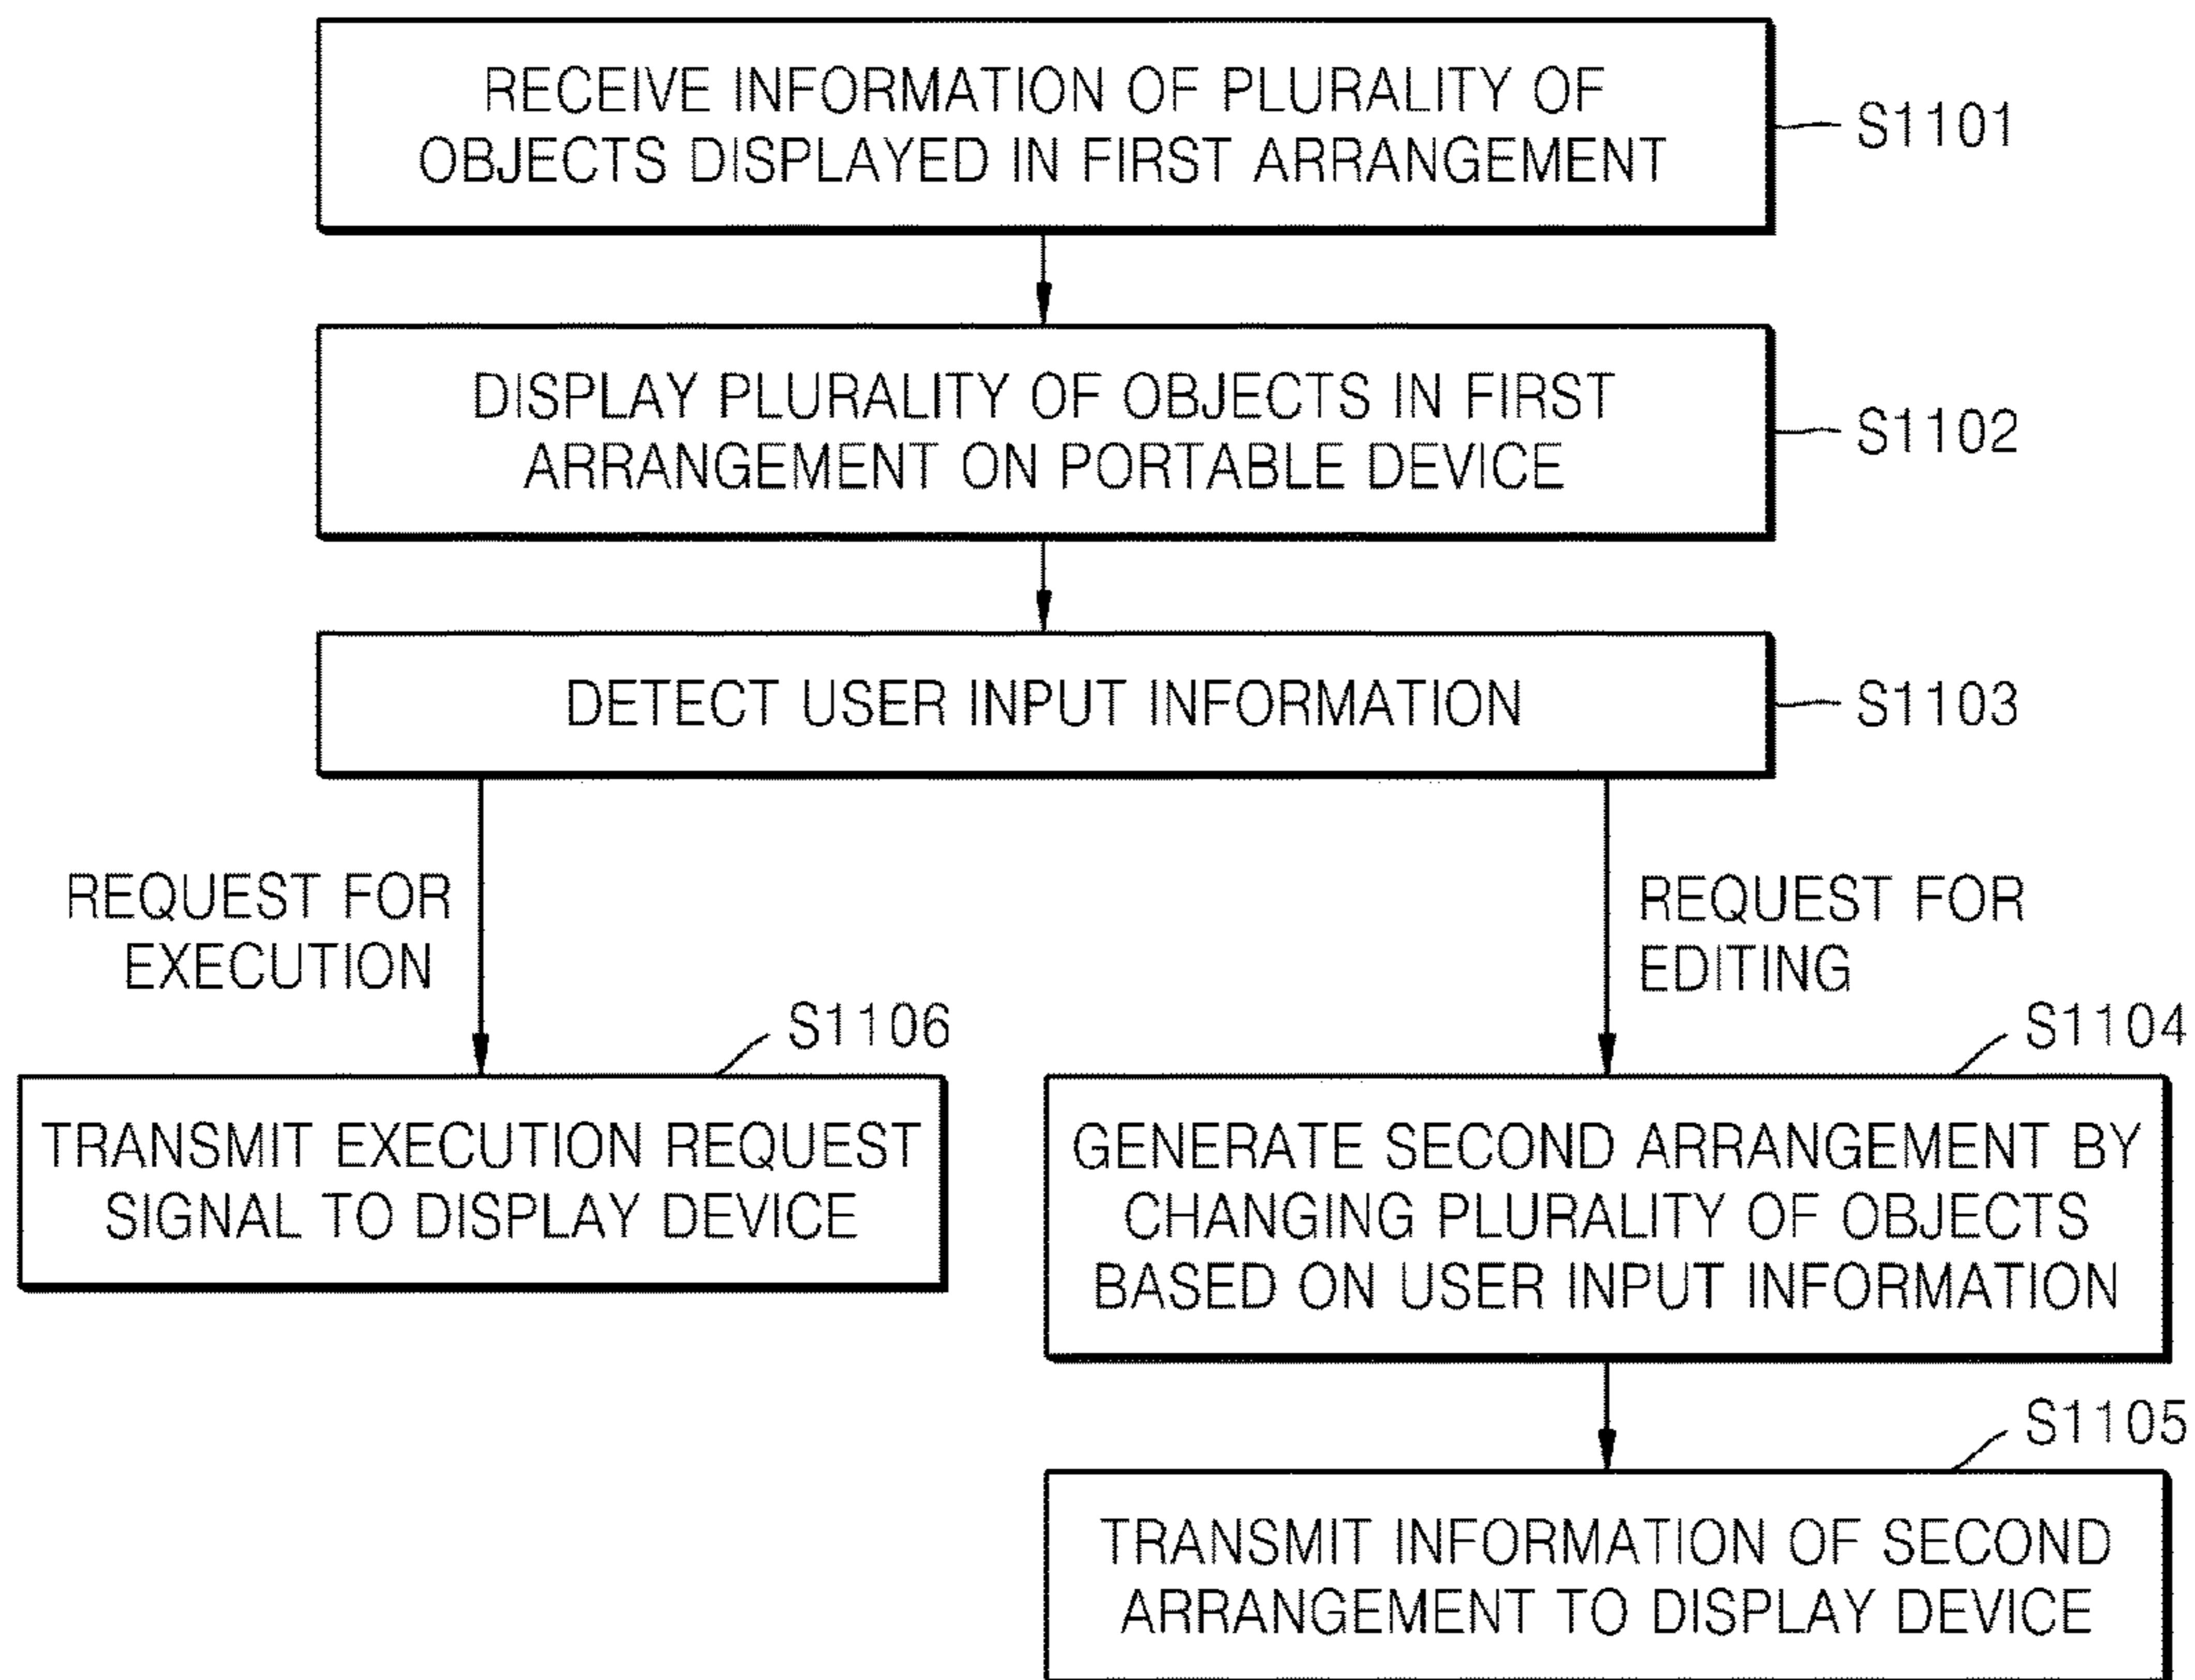 RECEIVE INFORMATION OF PLURALITY OF
OBJECTS DISPLAYED IN FIRST ARRANGEMENT
S1101
DISPLAY PLURALITY OF OBJECTS IN FIRST
ARRANGEMENT ON PORTABLE DEVICE
S1102
DETECT USER INPUT INFORMATION
S1103
REQUEST FOR
EXECUTION
REQUEST FOR
EDITING
S1106
TRANSMIT EXECUTION REQUEST
SIGNAL TO DISPLAY DEVICE
S1104
GENERATE SECOND ARRANGEMENT BY
CHANGING PLURALITY OF OBJECTS
BASED ON USER INPUT INFORMATION
S1105
TRANSMIT INFORMATION OF SECOND
ARRANGEMENT TO DISPLAY DEVICE